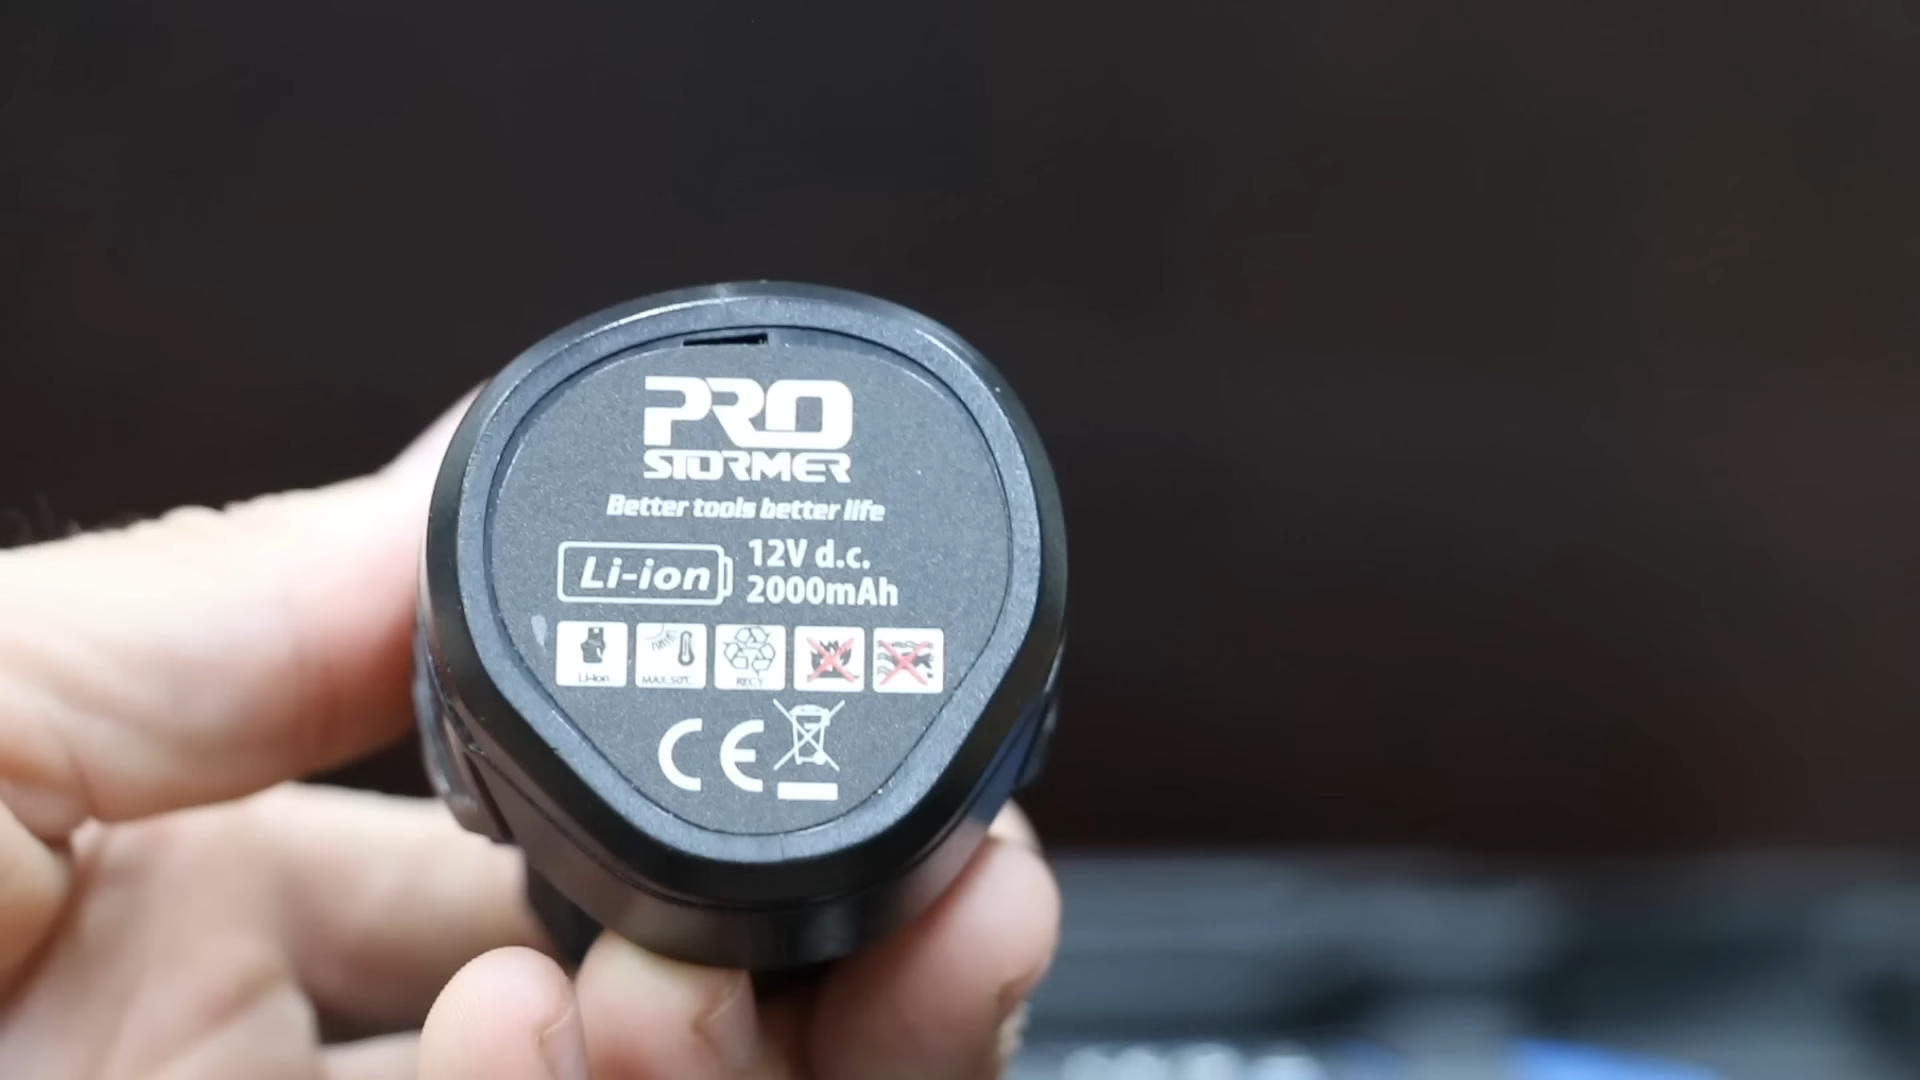 PRO
STORMER
Better tools better life
Li-ion
12V d.c.
2000mAh
Li-ion
MAX.50℃
RECY
CE